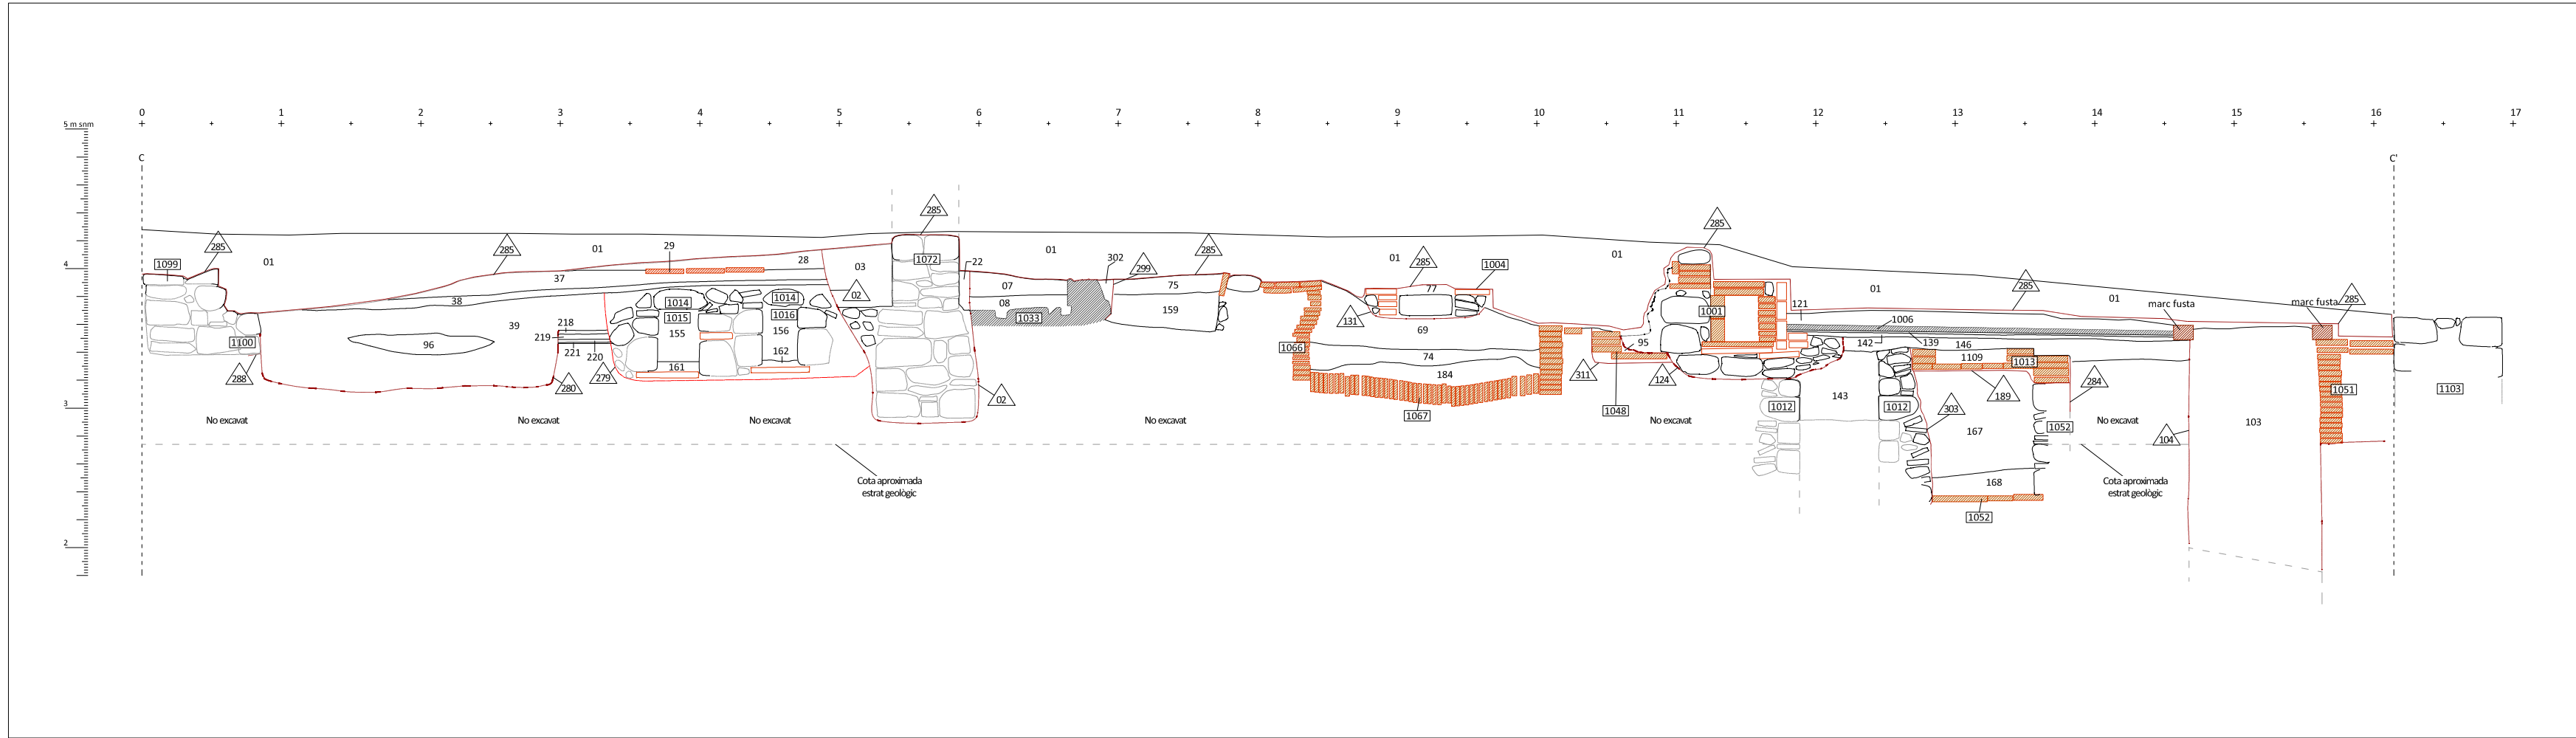 0 1 2 3 4 5 6 7 8 9 10 11 12 13 14 15 16 17
5 m snm
C C'
285
285 285 285 285 285
01 29 01 01 01
1099 01 28 03 1072 22 302 299 1004 285
37 07 75 77 01 01
38 02 08 159 131 121 marc fusta marc fusta 285
4
39 218 1014 1014 1033 1001 1006
219 1015 1016 69
1100 96 221 220 155 156 1066 95 142 139 146
162 74 1109 1013
288 280 279 161 184 311 124 189 284 1051 1103
3
02 1067 1048 1012 143 1012 303
No excavat No excavat No excavat No excavat No excavat No excavat
167 1052 104 103
Cota aproximada
estrat geològic
Cota aproximada
estrat geològic
168
1052
2